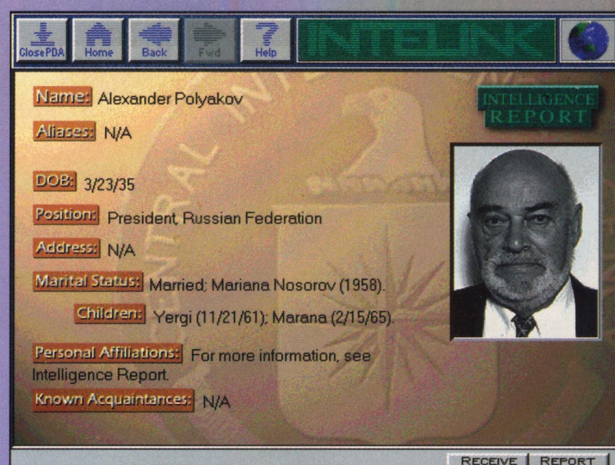 ClosePDA Home Back Fwd Help INTELINK
INTELLIGENCE
REPORT
Name: Alexander Polyakov
Aliases: N/A
DOB: 3/23/35
Position: President, Russian Federation
Address: N/A
Marital Status: Married; Mariana Nosorov (1958).
Children: Yergi (11/21/61); Marana (2/15/65).
Personal Affiliations: For more information, see
Intelligence Report.
Known Acquaintances: N/A
CENTRAL INTE
RECEIVE REPORT